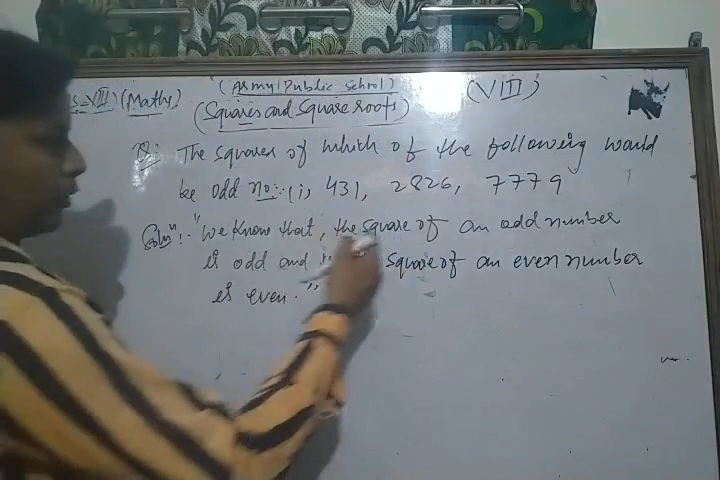 (Army Public School)
S-VIII) (Maths)
(VIII)
(Squares and Square roots)
Q: The squares of which of the following would
be odd no:- (i, 431, 2826, 7779
Solnⁿ:- "We know that, the square of an odd number
is odd and square of an even number
is even."